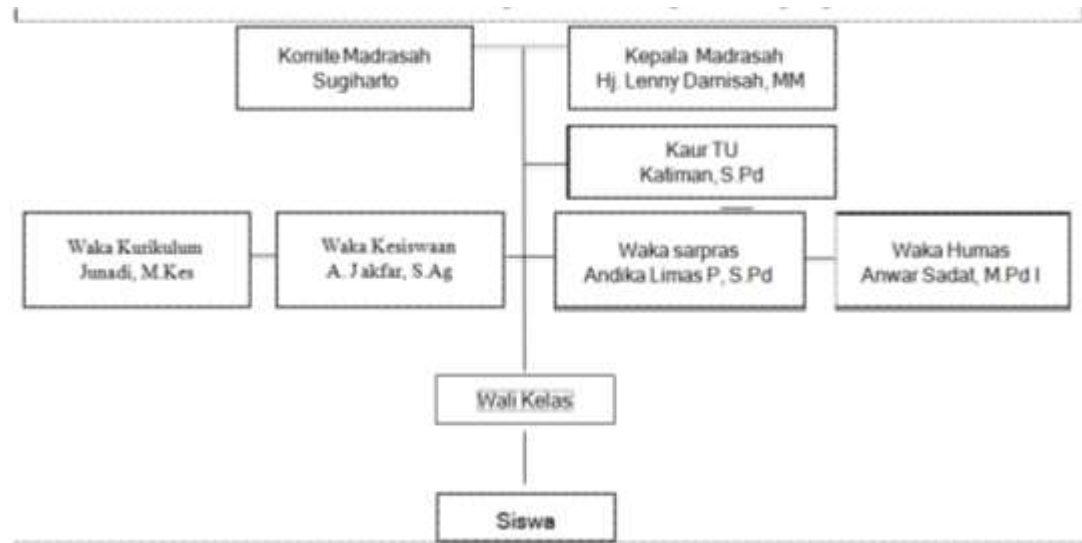 Komite Madrasah
Sugiharto
Kepala Madrasah
Hj. Lenny Darnisah, MM
Kaur TU
Katiman, S.Pd
Waka Kurikulum
Junadi, M.Kes
Waka Kesiswaan
A. Jakfar, S.Ag
Waka sarpras
Andika Limas P, S.Pd
Waka Humas
Anwar Sadat, M.Pd I
Wali Kelas
Siswa